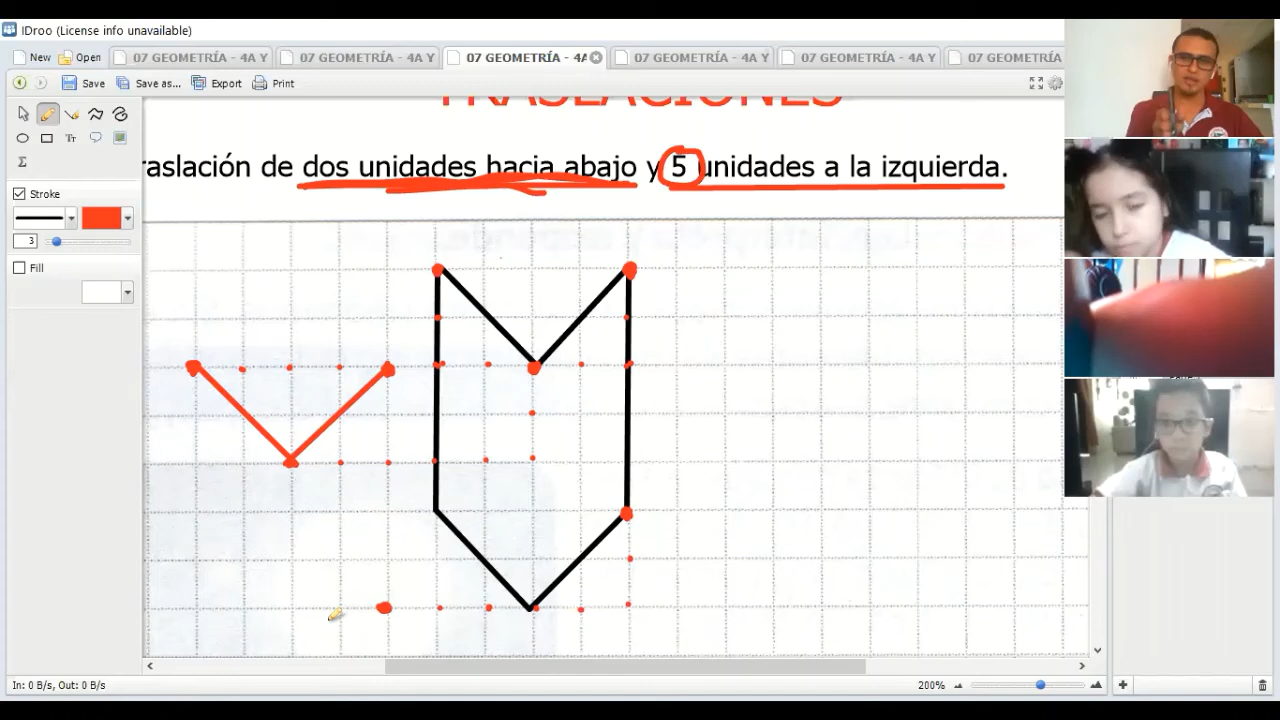 IDroo (License info unavailable)
New Open 07 GEOMETRÍA - 4A Y 07 GEOMETRÍA - 4A Y 07 GEOMETRÍA - 4A 07 GEOMETRÍA - 4A Y 07 GEOMETRÍA - 4A Y 07 GEOMETRÍA
Save Save as... Export Print
TRASLACIONES
raslación de dos unidades hacia abajo y 5 unidades a la izquierda.
Tr
Σ
Stroke
3
Fill
In: 0 B/s, Out: 0 B/s
200%